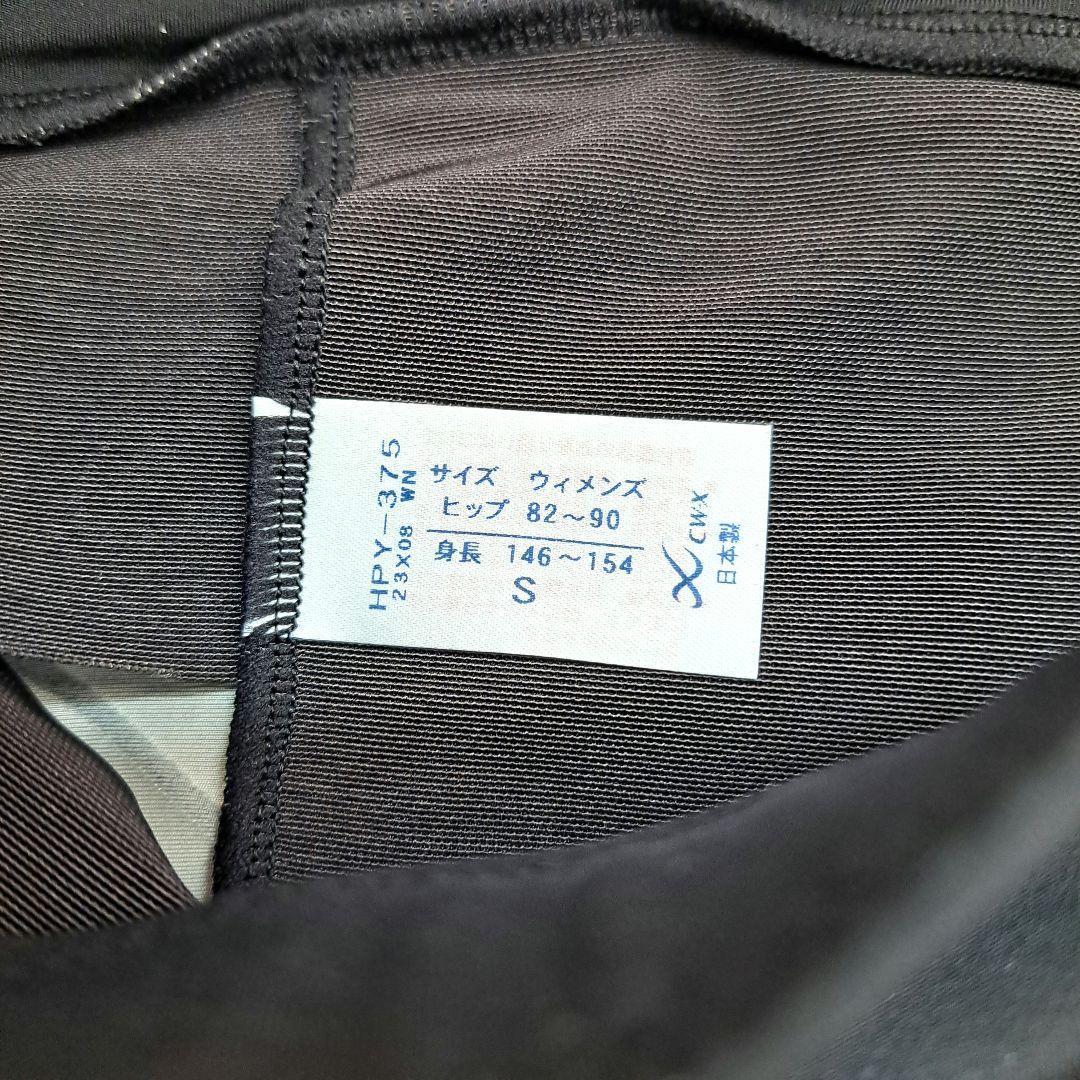 HPY-375
23X08 WN
サイズ ウィメンズ
ヒップ 82～90
身長 146～154
S
CW-X
日本製